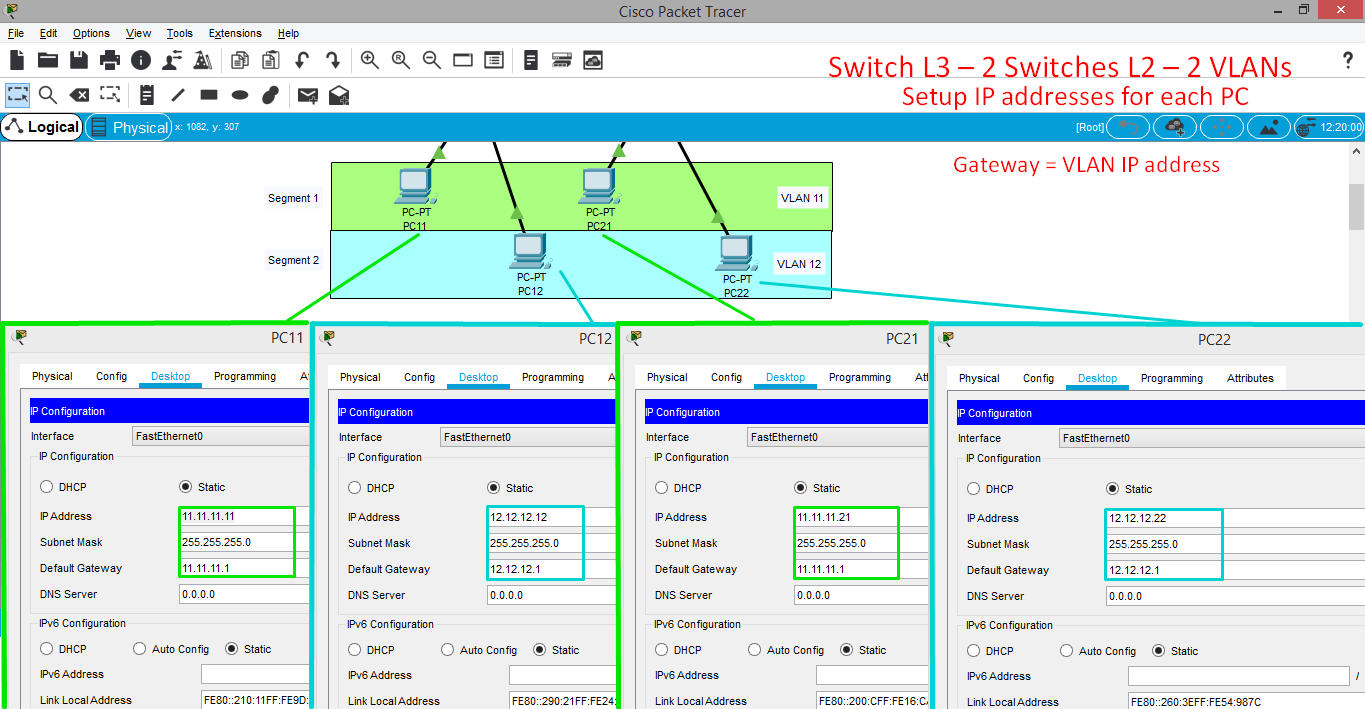 Cisco Packet Tracer
File Edit Options View Tools Extensions Help
Switch L3 – 2 Switches L2 – 2 VLANs
Setup IP addresses for each PC
Logical Physical x: 1082, y: 307 [Root] 12:20:00
Gateway = VLAN IP address
Segment 1 VLAN 11
PC-PT PC-PT
PC11 PC21
Segment 2 VLAN 12
PC-PT PC-PT
PC12 PC22
PC11
Physical Config Desktop Programming
IP Configuration
Interface FastEthernet0
IP Configuration
DHCP Static
IP Address 11.11.11.11
Subnet Mask 255.255.255.0
Default Gateway 11.11.11.1
DNS Server 0.0.0.0
IPv6 Configuration
DHCP Auto Config Static
IPv6 Address
Link Local Address FE80::210:11FF:FE9D:
PC12
Physical Config Desktop Programming
IP Configuration
Interface FastEthernet0
IP Configuration
DHCP Static
IP Address 12.12.12.12
Subnet Mask 255.255.255.0
Default Gateway 12.12.12.1
DNS Server 0.0.0.0
IPv6 Configuration
DHCP Auto Config Static
IPv6 Address
Link Local Address FE80::290:21FF:FE24:
PC21
Physical Config Desktop Programming
IP Configuration
Interface FastEthernet0
IP Configuration
DHCP Static
IP Address 11.11.11.21
Subnet Mask 255.255.255.0
Default Gateway 11.11.11.1
DNS Server 0.0.0.0
IPv6 Configuration
DHCP Auto Config Static
IPv6 Address
Link Local Address FE80::200:CFF:FE16:CA
PC22
Physical Config Desktop Programming Attributes
IP Configuration
Interface FastEthernet0
IP Configuration
DHCP Static
IP Address 12.12.12.22
Subnet Mask 255.255.255.0
Default Gateway 12.12.12.1
DNS Server 0.0.0.0
IPv6 Configuration
DHCP Auto Config Static
IPv6 Address /
Link Local Address FE80::260:3EFF:FE54:987C